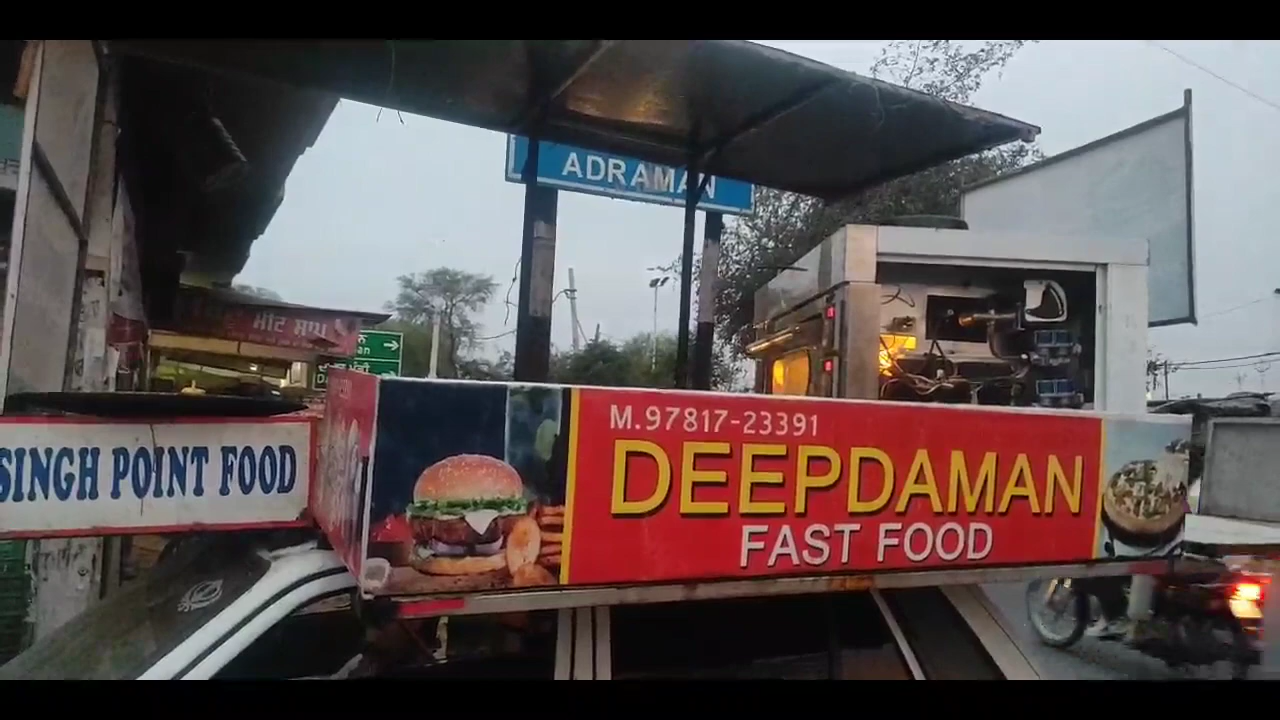 ADRAMAN
ਮੀਟ ਸ਼ਾਪ
SINGH POINT FOOD
M.97817-23391
DEEPDAMAN
FAST FOOD